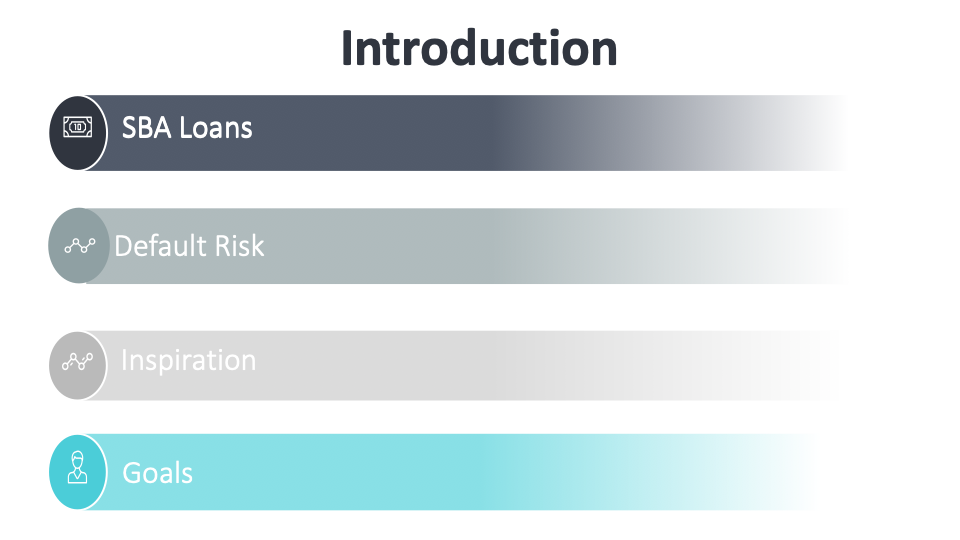 Introduction
SBA Loans
Default Risk
Inspiration
Goals